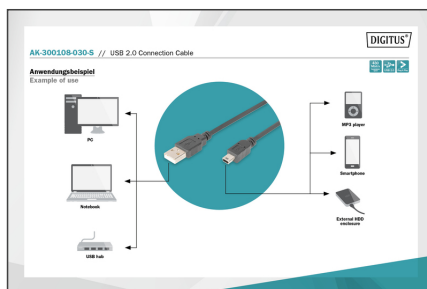 DIGITUS®
AK-300108-030-S // USB 2.0 Connection Cable
Anwendungsbeispiel
Example of use
PC
Notebook
USB hub
MP3 player
Smartphone
External HDD
enclosure